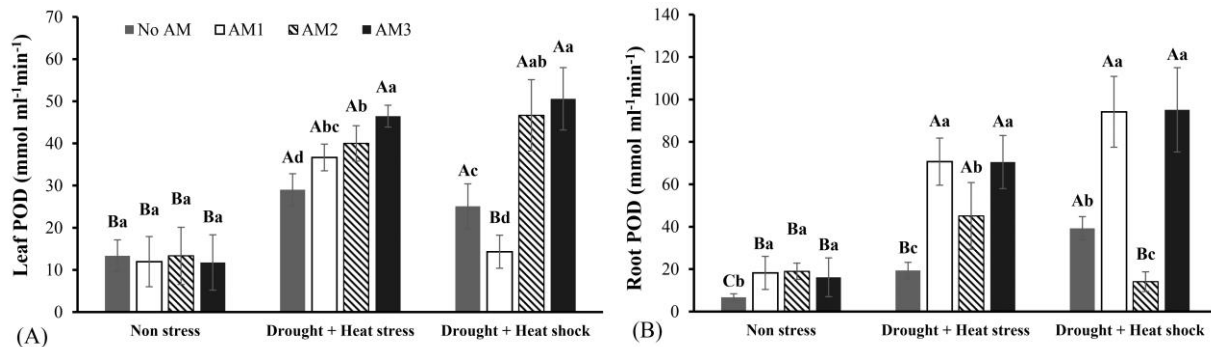 70
60
50
40
30
20
10
0
Leaf POD (mmol ml⁻¹min⁻¹)
No AM AM1 AM2 AM3
Ba Ba Ba Ba
Ad Abc Ab Aa
Ac Bd Aab Aa
Non stress Drought + Heat stress Drought + Heat shock
(A)
140
120
100
80
60
40
20
0
Root POD (mmol ml⁻¹min⁻¹)
Cb Ba Ba Ba
Bc Aa Ab Aa
Ab Aa Bc Aa
Non stress Drought + Heat stress Drought + Heat shock
(B)